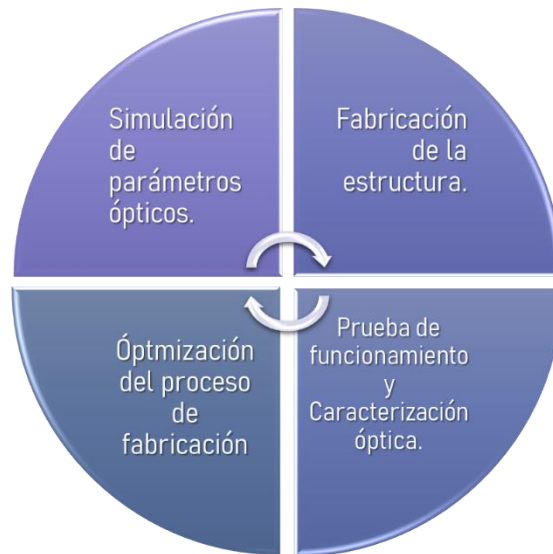 Simulación
de
parámetros
ópticos.
Fabricación
de la
estructura.
Óptmización
del proceso
de
fabricación
Prueba de
funcionamiento
y
Caracterización
óptica.